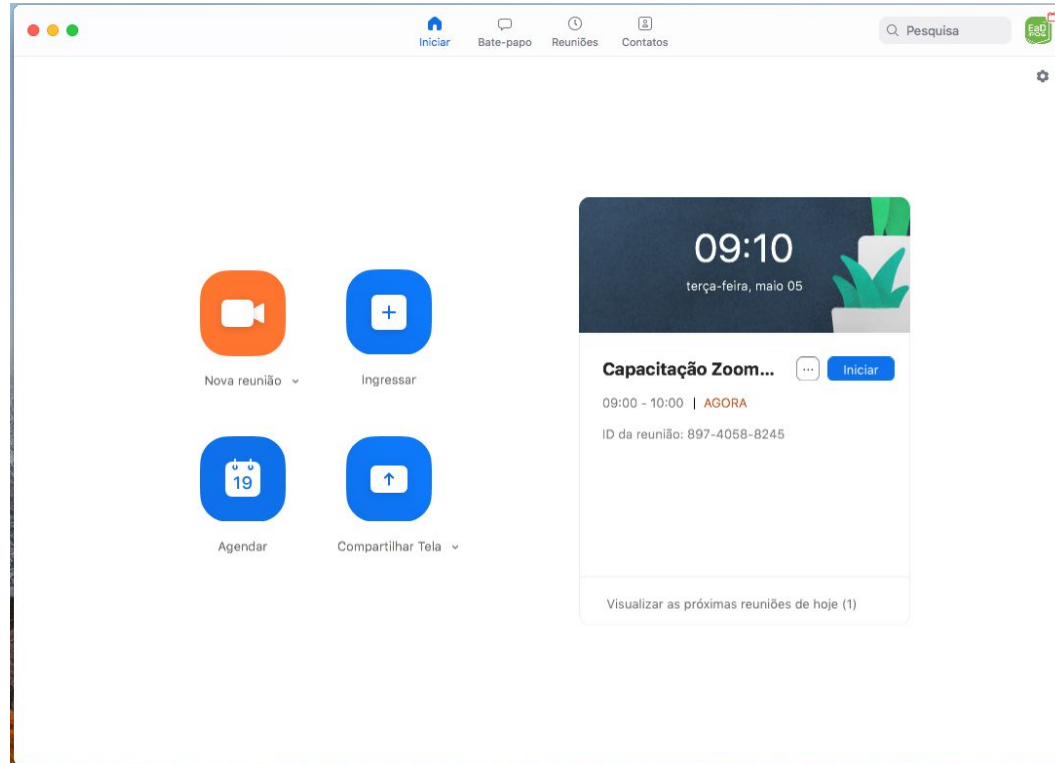 Iniciar Bate-papo Reuniões Contatos
Pesquisa
EaD
09:10
terça-feira, maio 05
Nova reunião
Ingressar
Capacitação Zoom... Iniciar
09:00 - 10:00 | AGORA
ID da reunião: 897-4058-8245
19
Agendar
Compartilhar Tela
Visualizar as próximas reuniões de hoje (1)